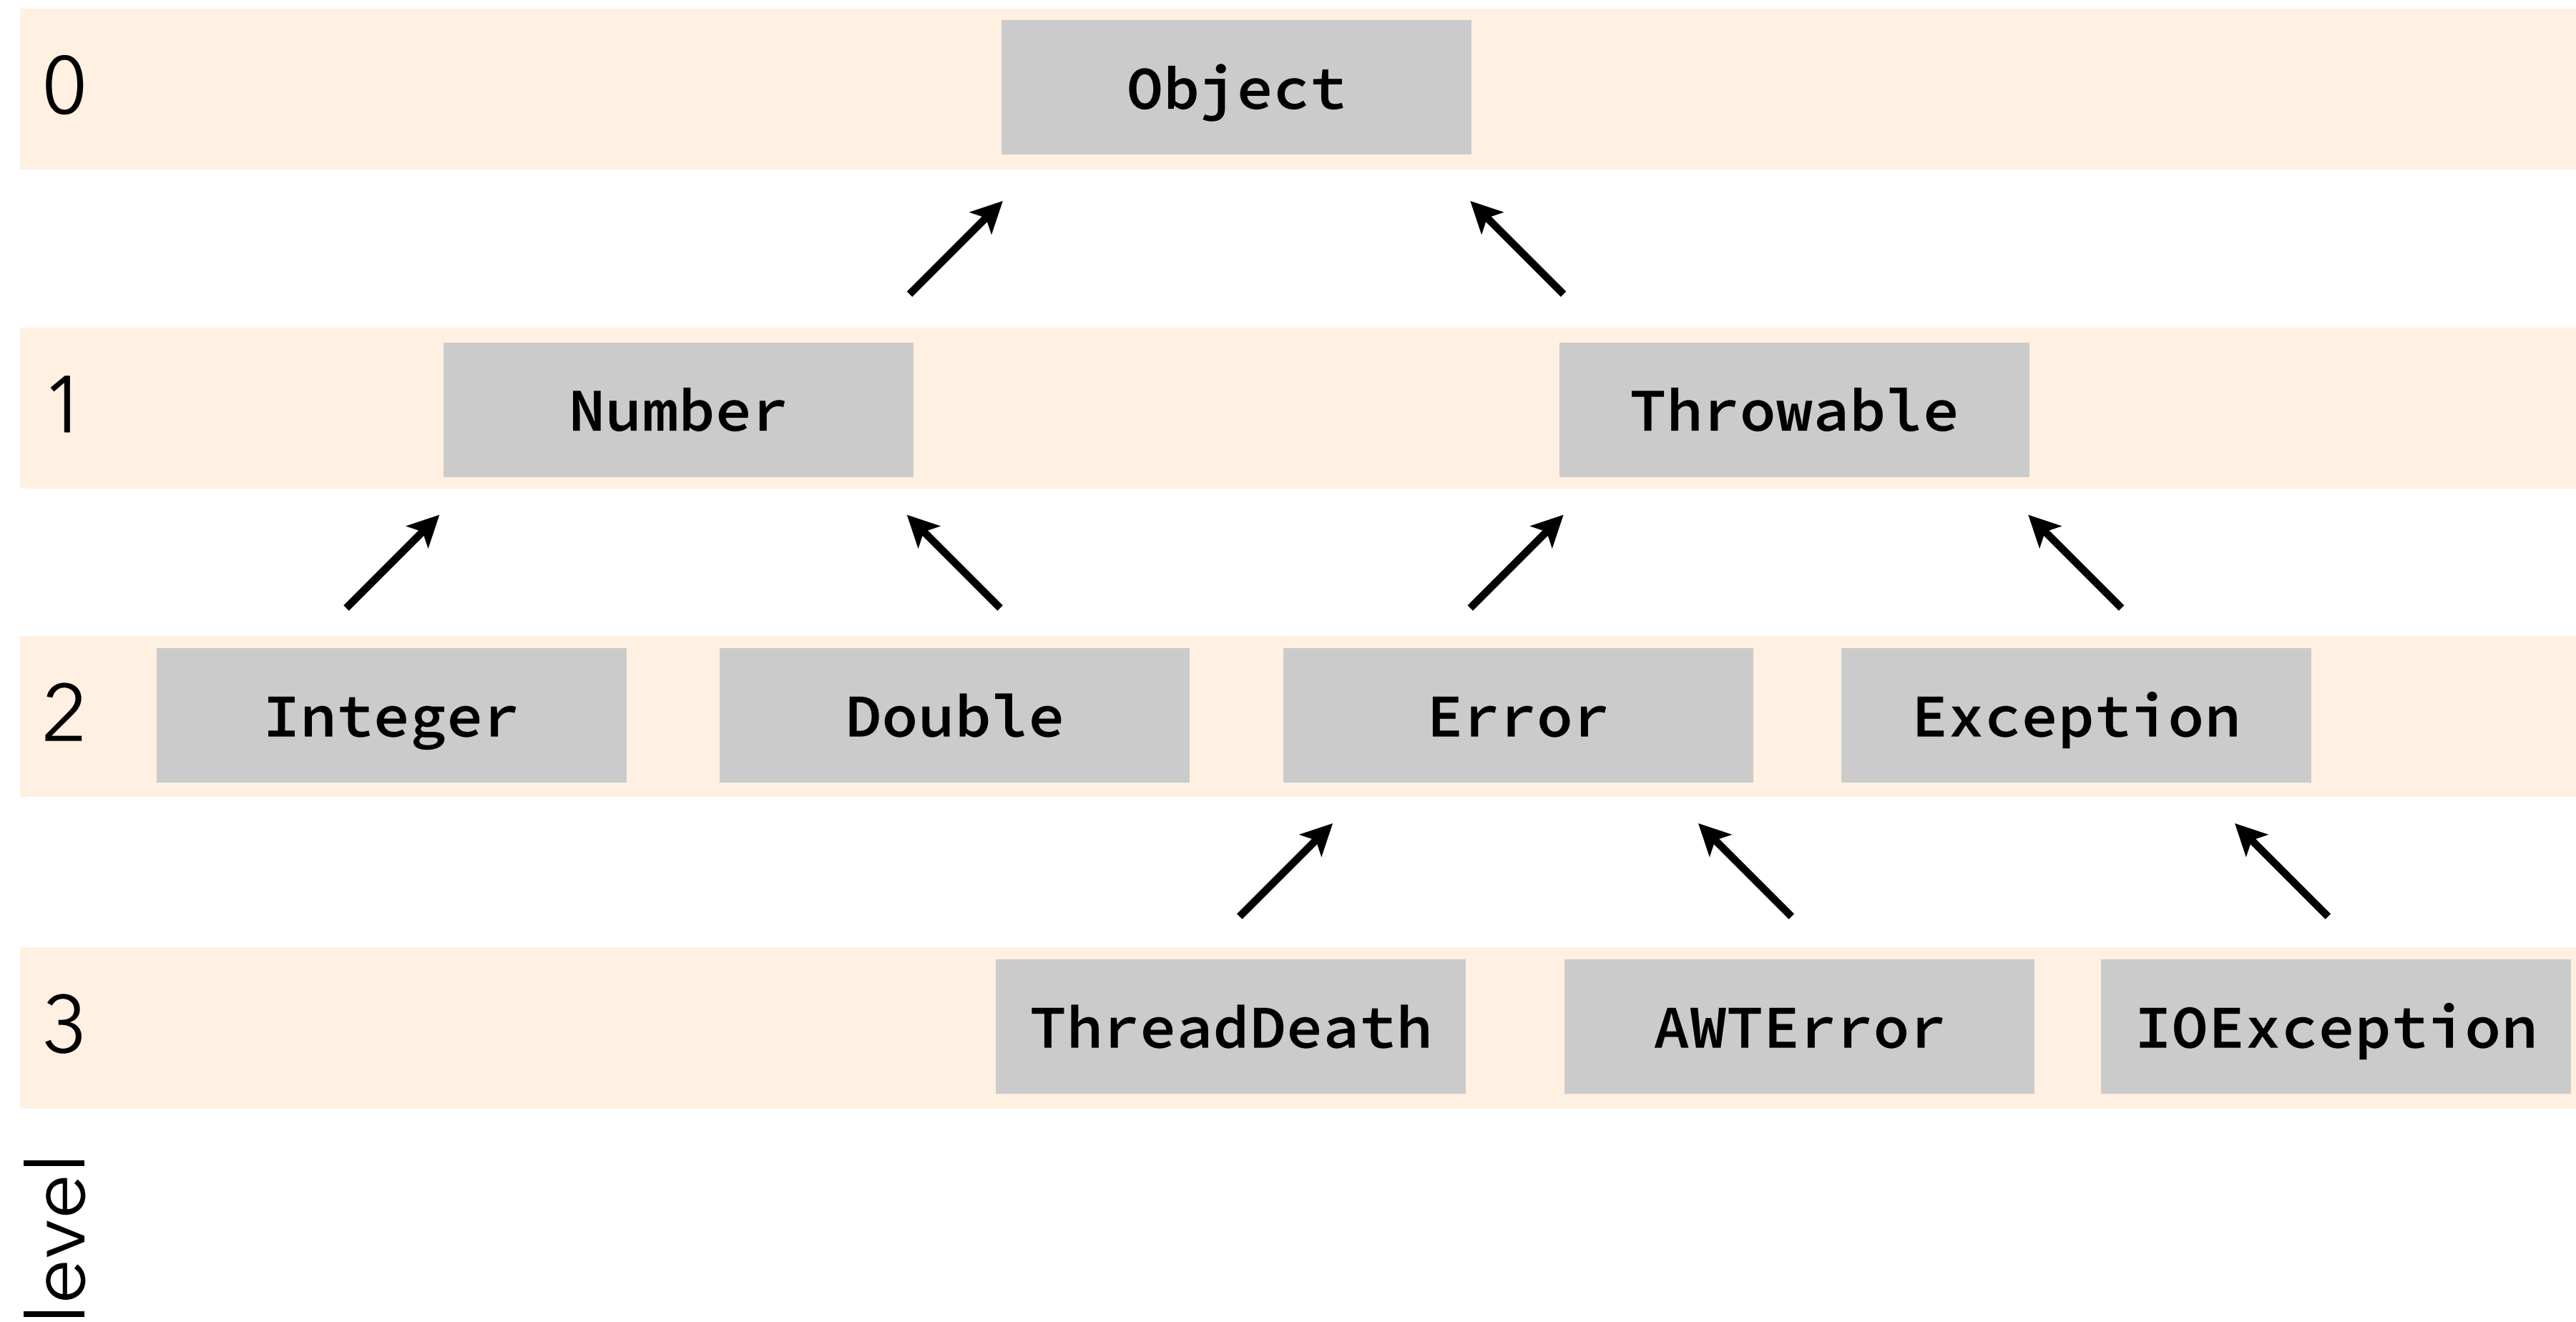 0
Object
1
Number
Throwable
2
Integer
Double
Error
Exception
3
ThreadDeath
AWTError
IOException
level